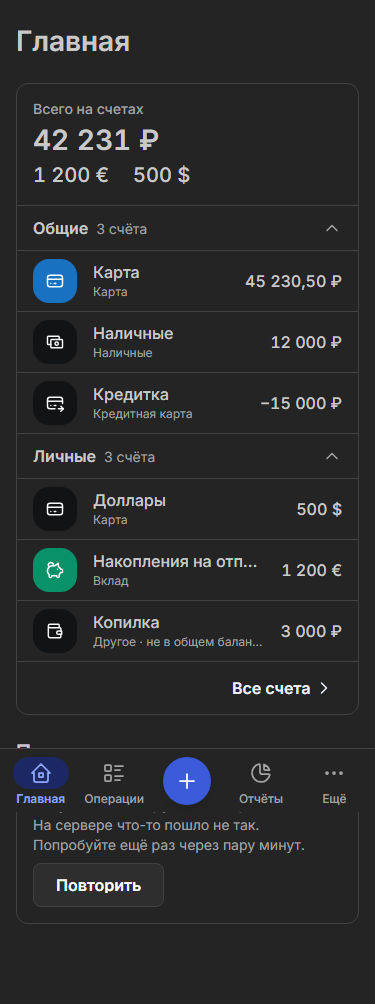 Главная
Всего на счетах
42 231 ₽
1 200 € 500 $
Общие 3 счёта
Карта
Карта
45 230,50 ₽
Наличные
Наличные
12 000 ₽
Кредитка
Кредитная карта
−15 000 ₽
Личные 3 счёта
Доллары
Карта
500 $
Накопления на отп...
Вклад
1 200 €
Копилка
Другое · не в общем балан...
3 000 ₽
Все счета
Главная
Операции
Отчёты
Ещё
На сервере что-то пошло не так.
Попробуйте ещё раз через пару минут.
Повторить